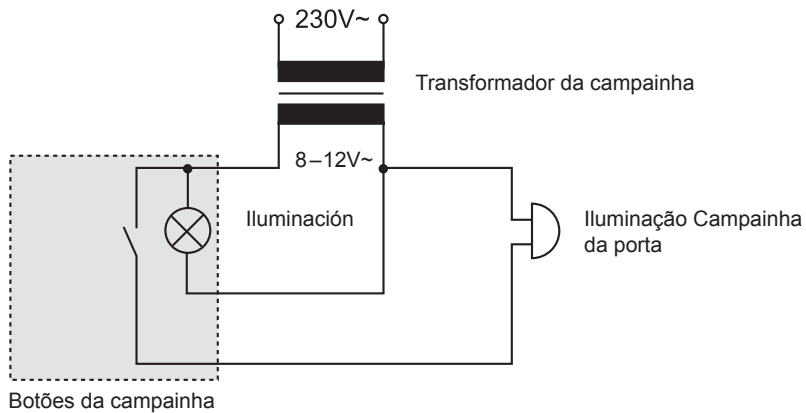 230V~
Transformador da campainha
8–12V~
Iluminación
Iluminação Campainha
da porta
Botões da campainha